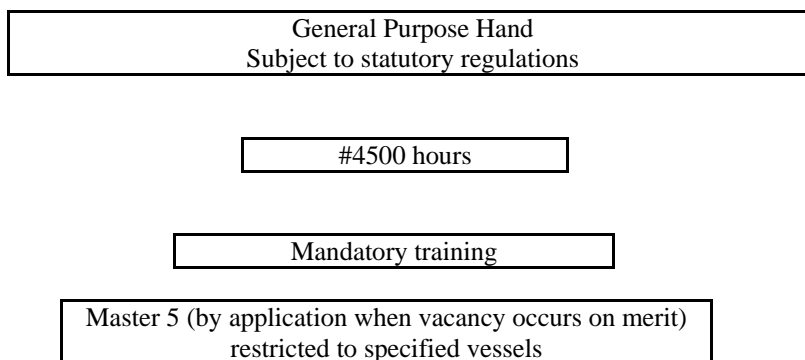 General Purpose Hand
Subject to statutory regulations
#4500 hours
Mandatory training
Master 5 (by application when vacancy occurs on merit)
restricted to specified vessels